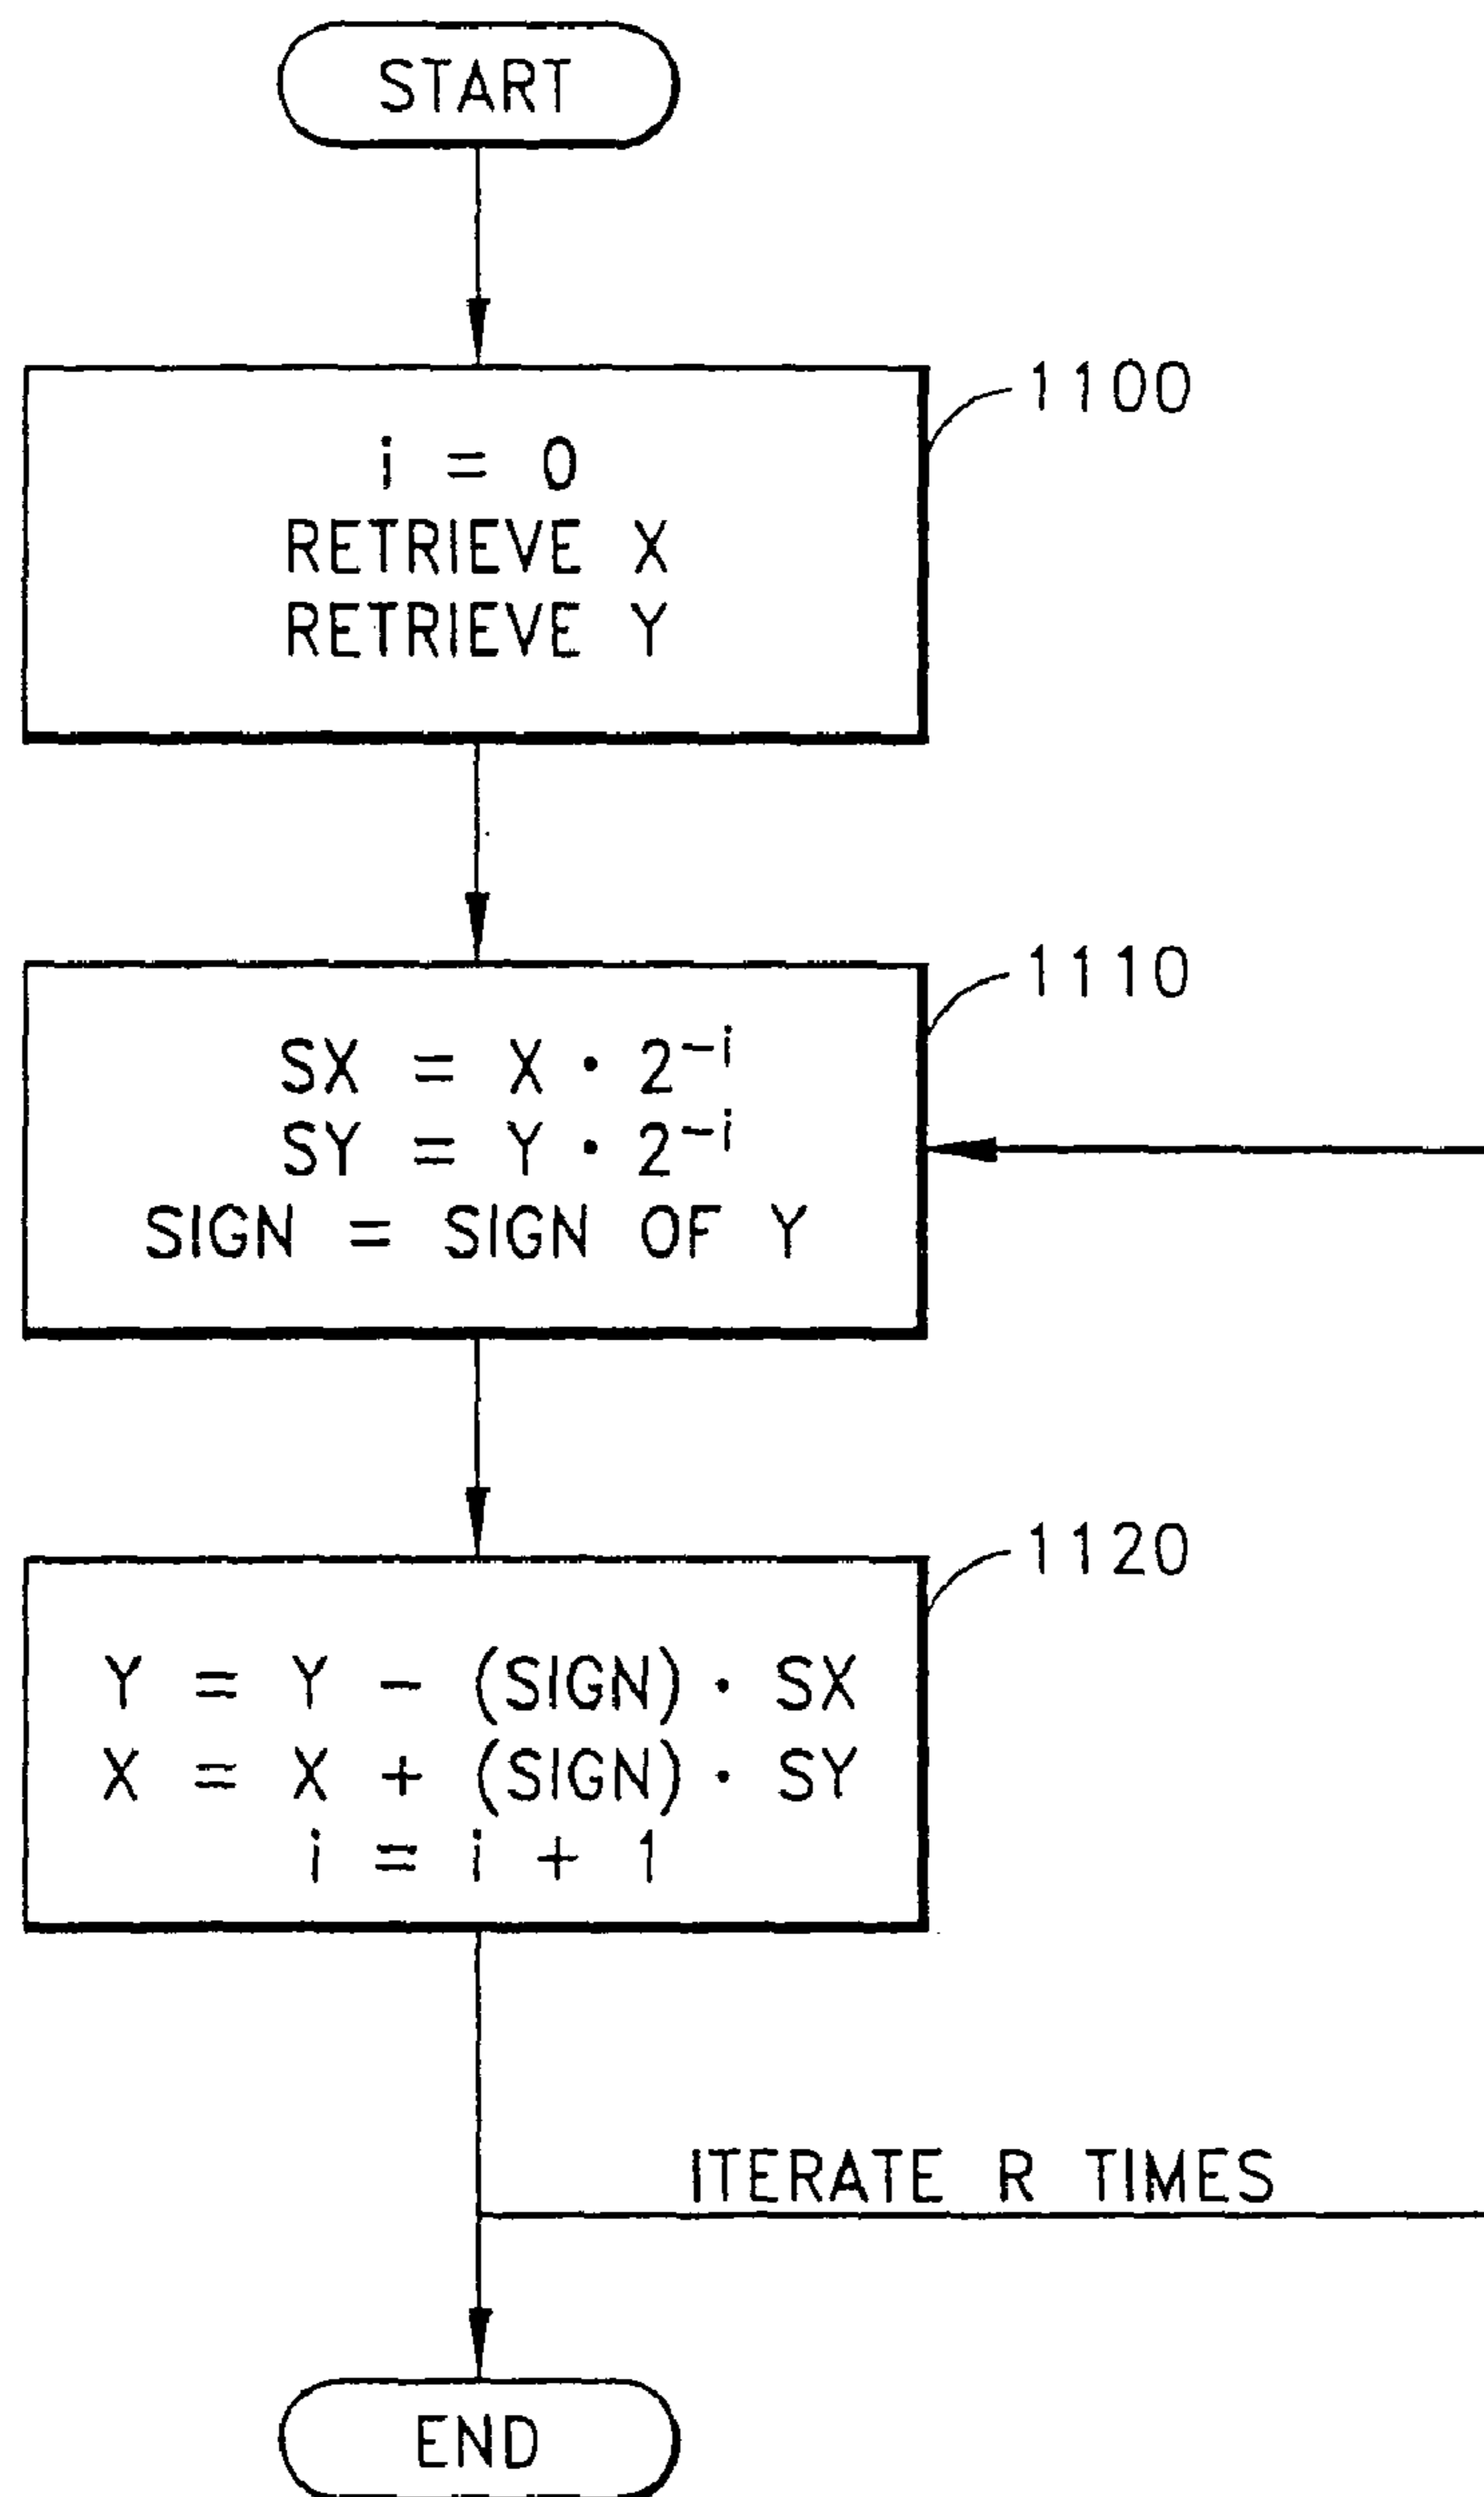 START
1100
i = 0
RETRIEVE X
RETRIEVE Y
1110
SX = X · 2⁻ⁱ
SY = Y · 2⁻ⁱ
SIGN = SIGN OF Y
1120
Y = Y - (SIGN) · SX
X = X + (SIGN) · SY
i = i + 1
ITERATE R TIMES
END